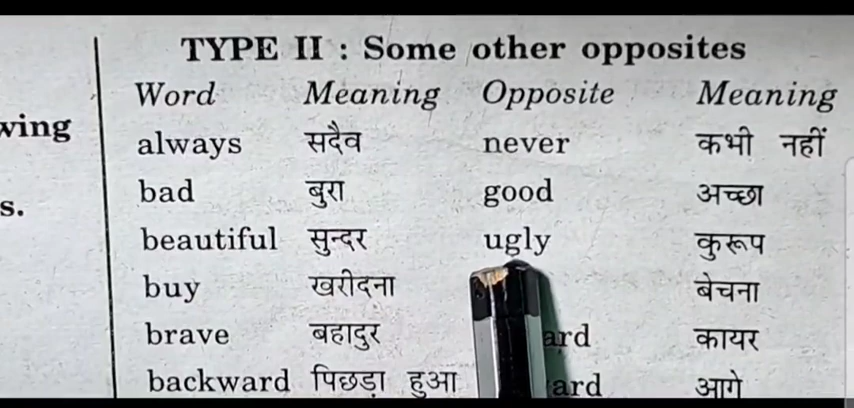 TYPE II : Some other opposites
Word Meaning Opposite Meaning
wing
always सदैव never कभी नहीं
bad बुरा good अच्छा
s.
beautiful सुन्दर ugly कुरूप
buy खरीदना बेचना
brave बहादुर ard कायर
backward पिछड़ा हुआ ard आगे